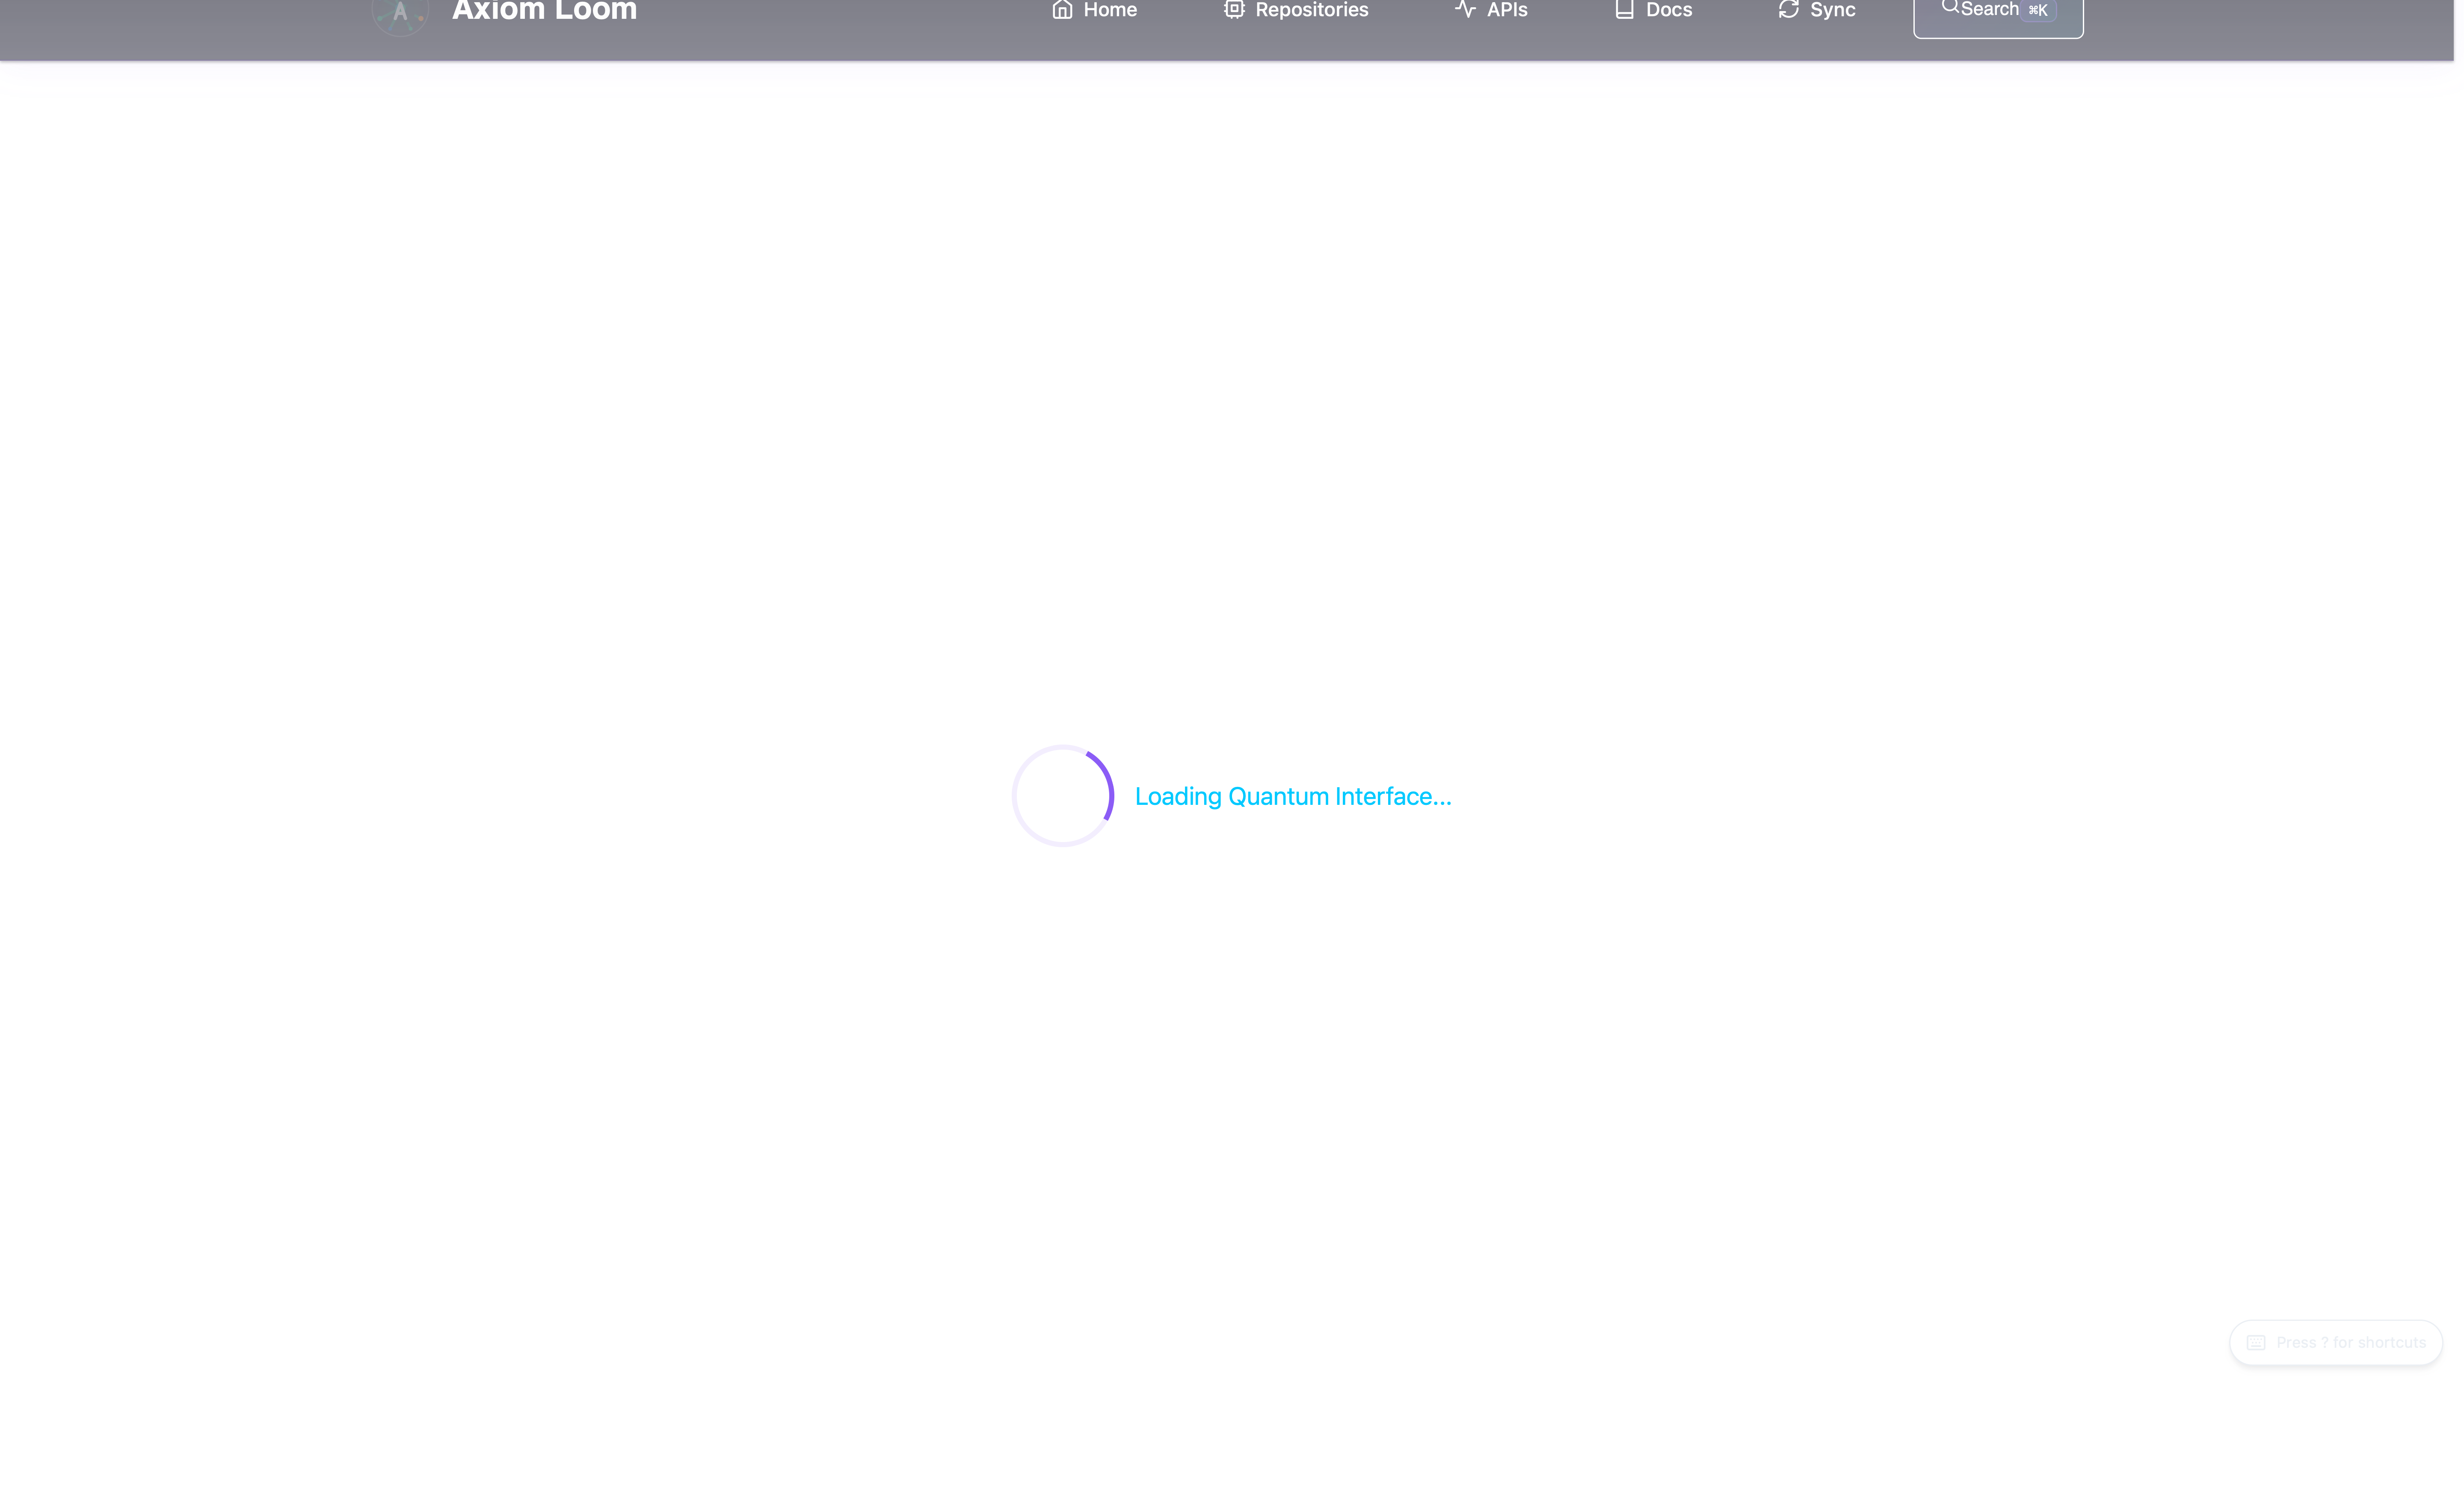 A
Axiom Loom
Home
Repositories
APIs
Docs
Sync
Search ⌘K
Loading Quantum Interface...
Press ? for shortcuts